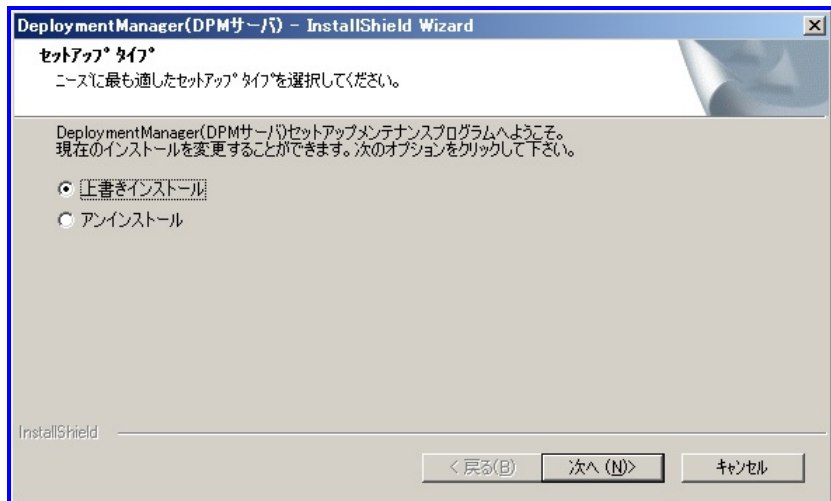 DeploymentManager(DPMサーバ) - InstallShield Wizard
ｾｯﾄｱｯﾌﾟ ﾀｲﾌﾟ
ﾆｰｽﾞに最も適したｾｯﾄｱｯﾌﾟ ﾀｲﾌﾟを選択してください。
DeploymentManager(DPMサーバ)セットアップメンテナンスプログラムへようこそ。
現在のインストールを変更することができます。次のオプションをクリックして下さい。
上書きインストール
アンインストール
InstallShield
< 戻る(B)
次へ (N)>
ｷｬﾝｾﾙ